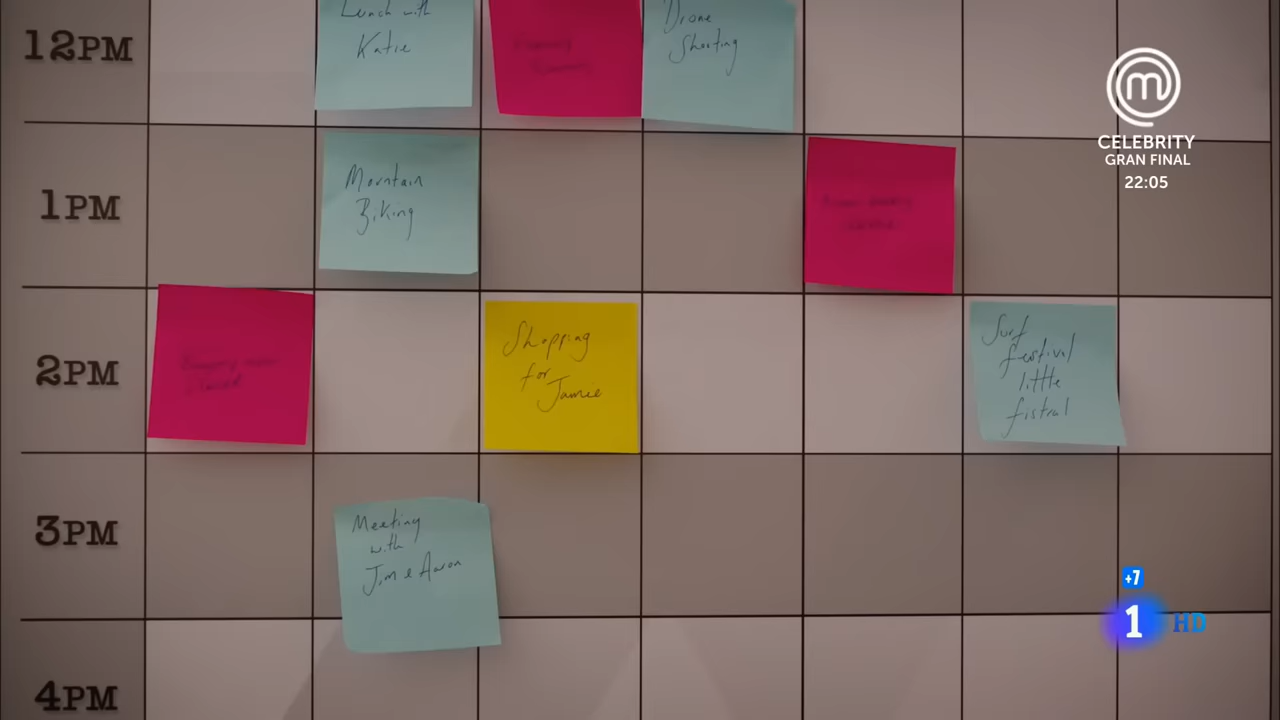 12PM
Lunch with
Katie
Drone
Shooting
CELEBRITY
GRAN FINAL
22:05
1PM
Mountain
Biking
2PM
Shopping
for
Jamie
Surf
festival
little
fistral
3PM
Meeting
with
Jim & Aaron
+7
1 HD
4PM